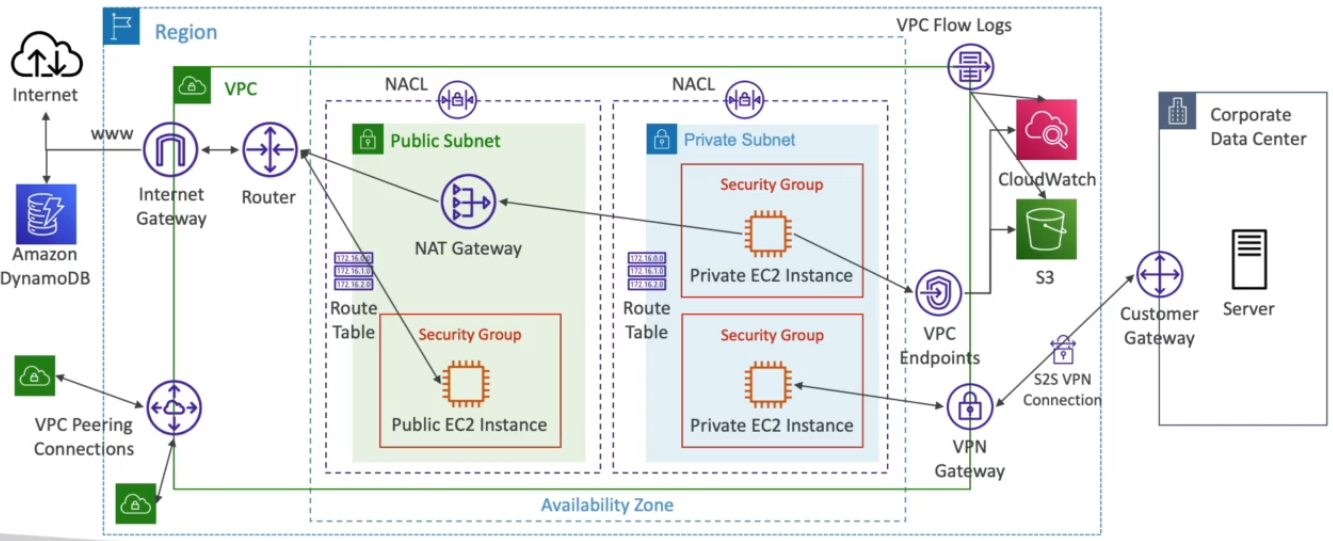 Region
VPC Flow Logs
Internet
VPC
NACL
NACL
www
Internet
Gateway
Router
Public Subnet
NAT Gateway
172.16.0.0
172.16.1.0
172.16.2.0
Route
Table
Security Group
Public EC2 Instance
Private Subnet
Security Group
Private EC2 Instance
172.16.0.0
172.16.1.0
172.16.2.0
Route
Table
Security Group
Private EC2 Instance
CloudWatch
S3
VPC
Endpoints
VPN
Gateway
S2S VPN
Connection
Corporate
Data Center
Customer
Gateway
Server
Amazon
DynamoDB
VPC Peering
Connections
Availability Zone